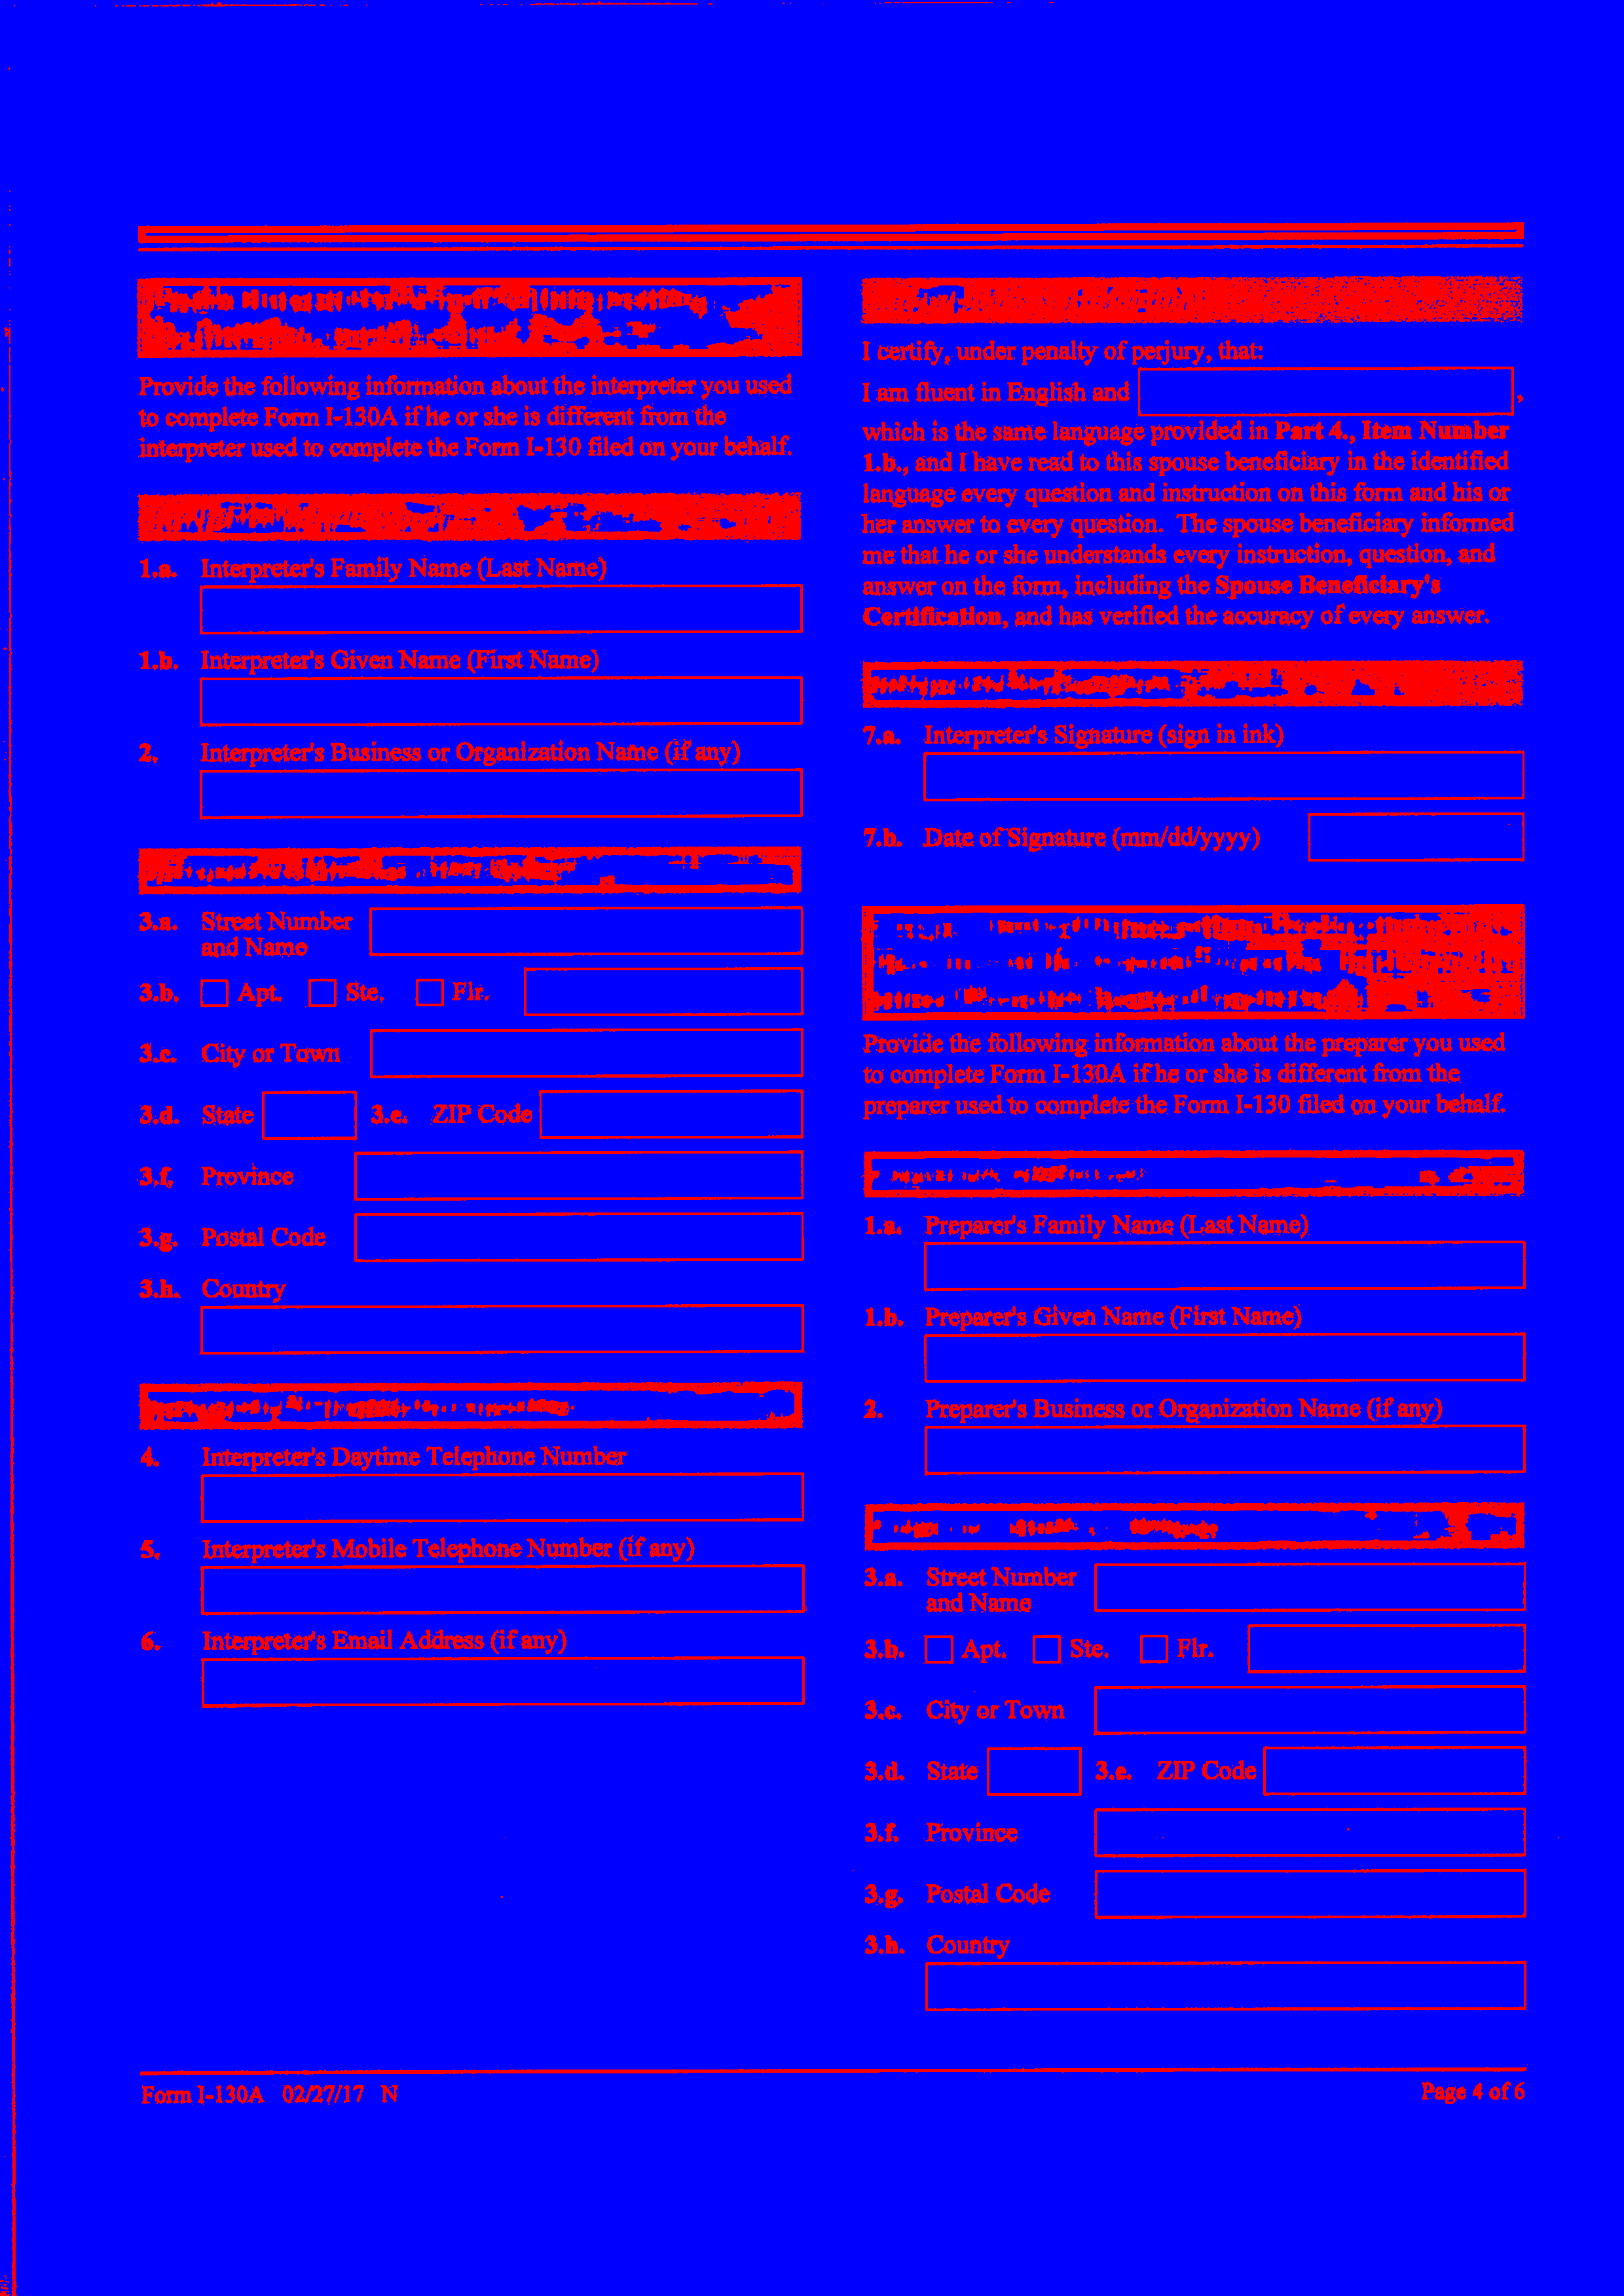 Provide the following information about the interpreter you used
to complete Form I-130A if he or she is different from the
interpreter used to complete the Form I-130 filed on your behalf.
1.a. Interpreter's Family Name (Last Name)
1.b. Interpreter's Given Name (First Name)
2. Interpreter's Business or Organization Name (if any)
3.a. Street Number
and Name
3.b. Apt. Ste. Flr.
3.c. City or Town
3.d. State 3.e. ZIP Code
3.f. Province
3.g. Postal Code
3.h. Country
4. Interpreter's Daytime Telephone Number
5. Interpreter's Mobile Telephone Number (if any)
6. Interpreter's Email Address (if any)
I certify, under penalty of perjury, that:
I am fluent in English and ,
which is the same language provided in Part 4., Item Number
1.b., and I have read to this spouse beneficiary in the identified
language every question and instruction on this form and his or
her answer to every question. The spouse beneficiary informed
me that he or she understands every instruction, question, and
answer on the form, including the Spouse Beneficiary's
Certification, and has verified the accuracy of every answer.
7.a. Interpreter's Signature (sign in ink)
7.b. Date of Signature (mm/dd/yyyy)
Provide the following information about the preparer you used
to complete Form I-130A if he or she is different from the
preparer used to complete the Form I-130 filed on your behalf.
1.a. Preparer's Family Name (Last Name)
1.b. Preparer's Given Name (First Name)
2. Preparer's Business or Organization Name (if any)
3.a. Street Number
and Name
3.b. Apt. Ste. Flr.
3.c. City or Town
3.d. State 3.e. ZIP Code
3.f. Province
3.g. Postal Code
3.h. Country
Form I-130A 02/27/17 N
Page 4 of 6